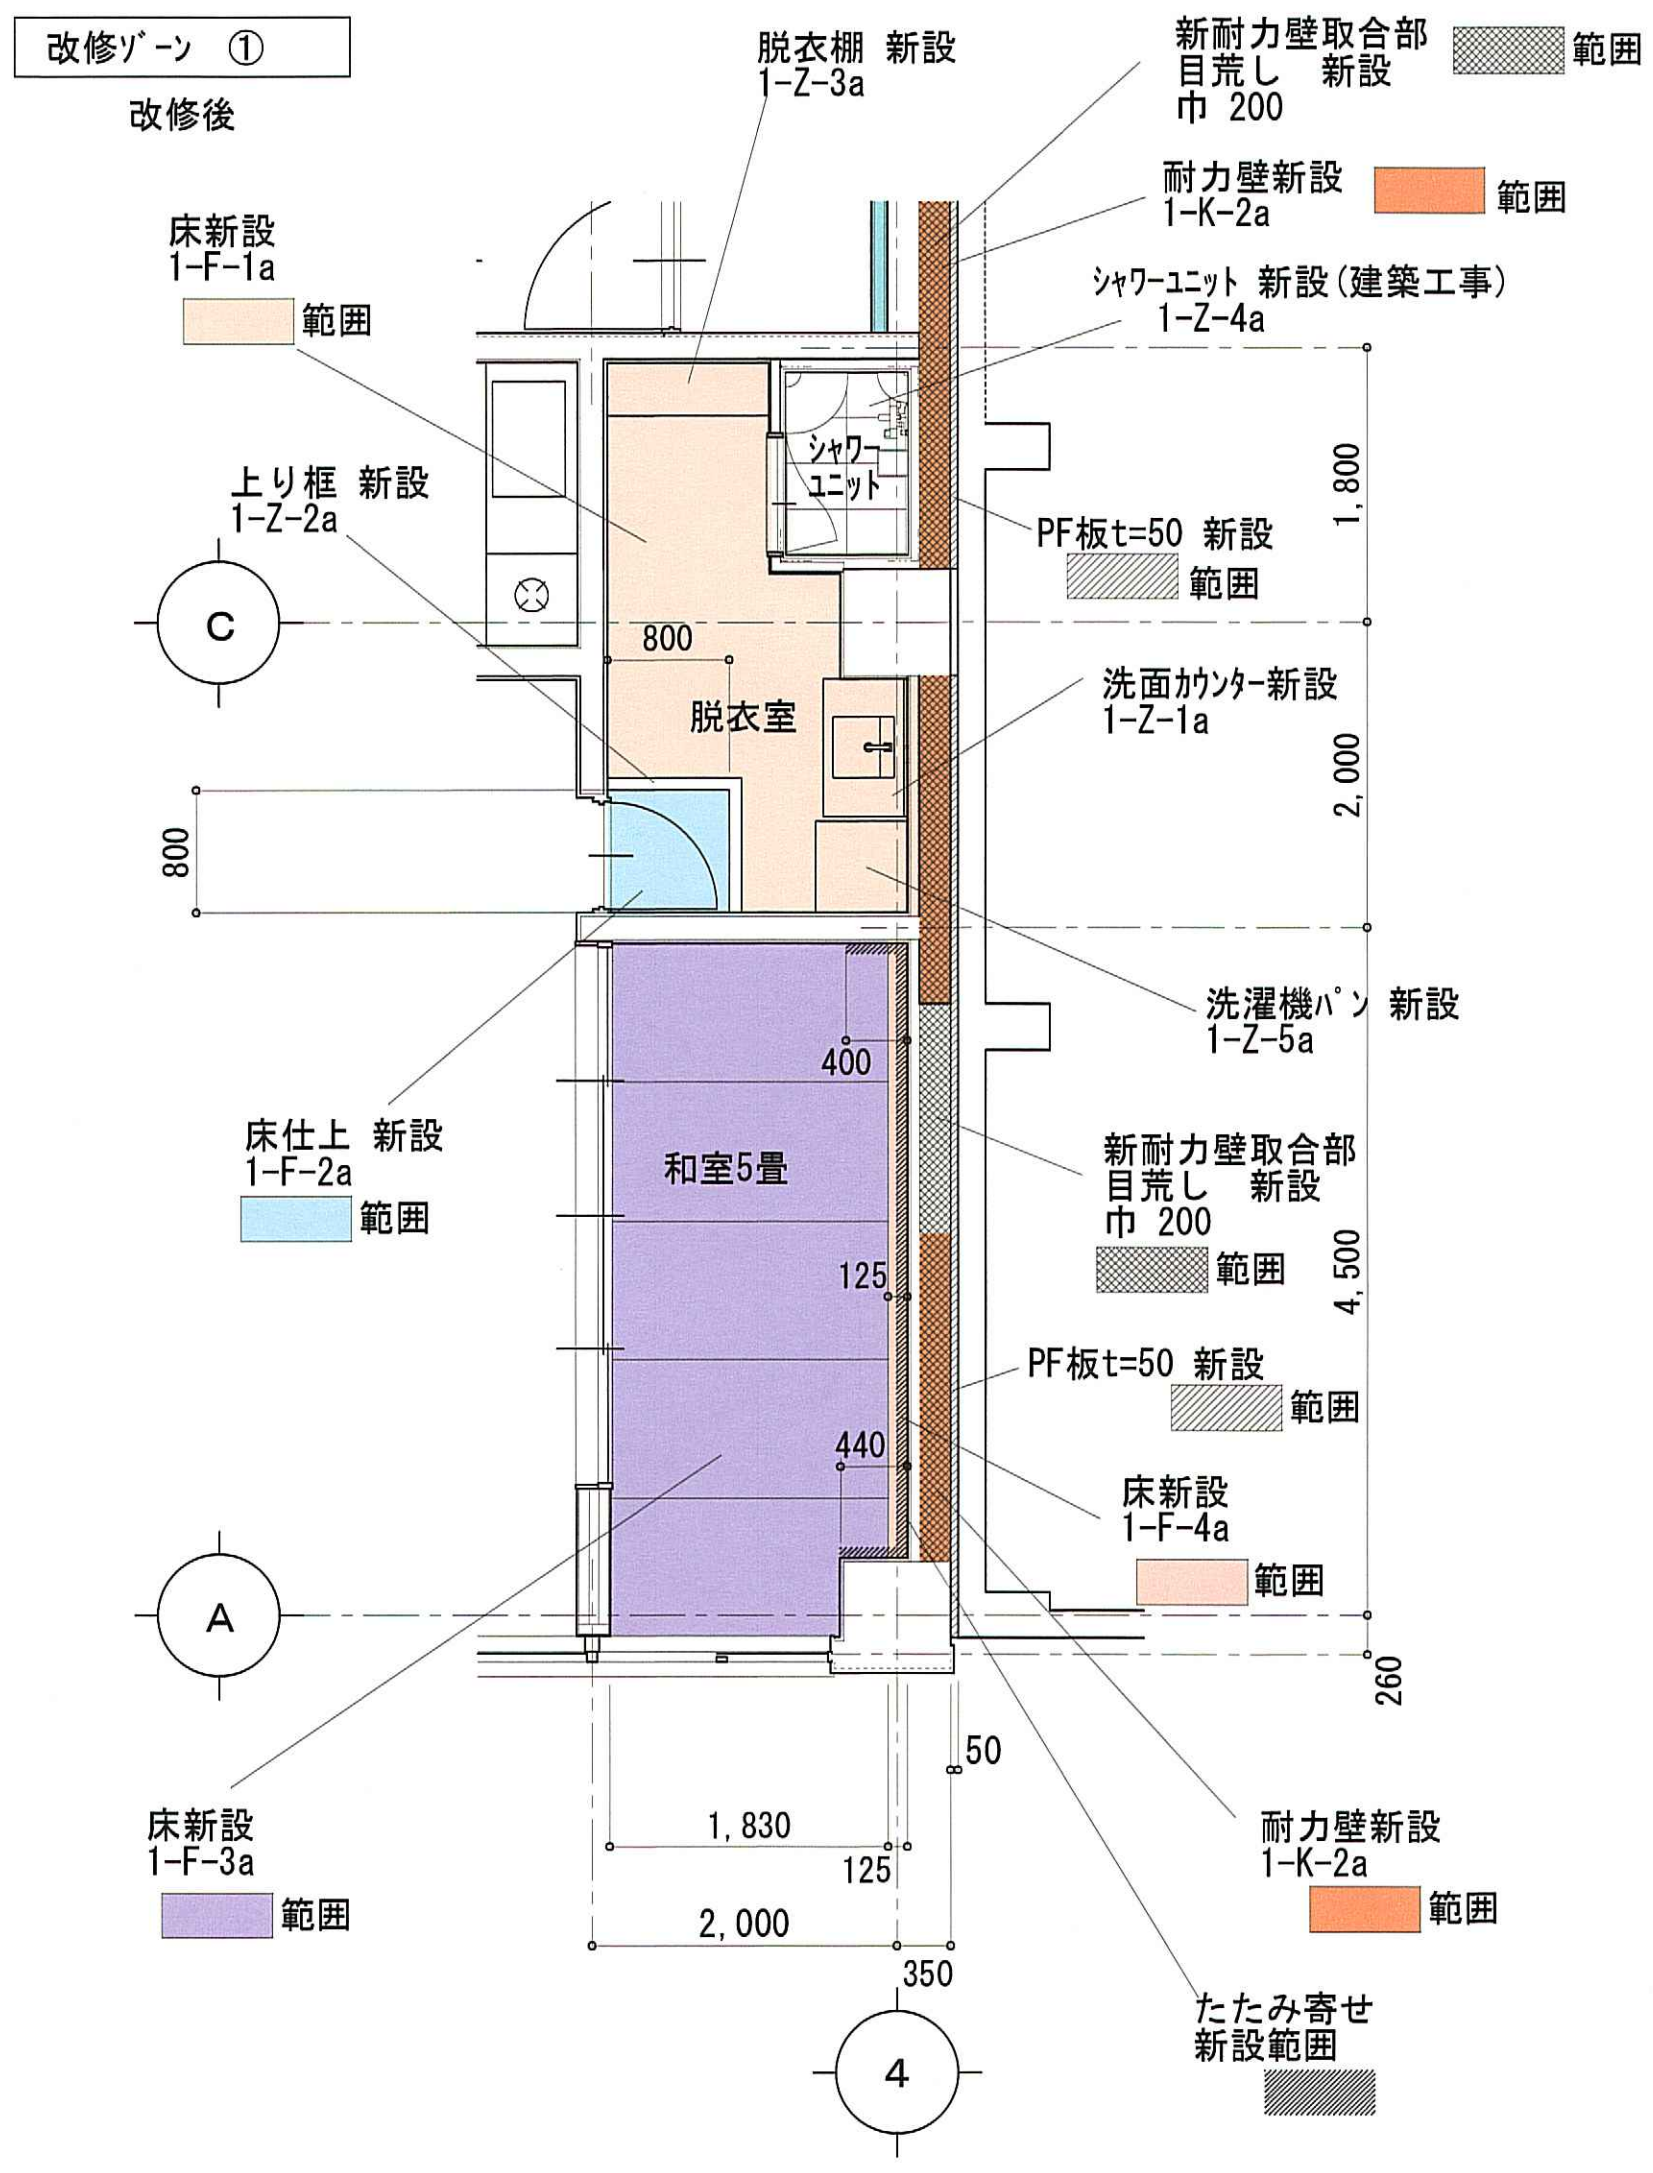 改修ｿﾞｰﾝ ①
改修後
脱衣棚 新設
1-Z-3a
新耐力壁取合部
目荒し 新設
巾 200
範囲
耐力壁新設
1-K-2a
範囲
床新設
1-F-1a
範囲
ｼｬﾜｰﾕﾆｯﾄ 新設(建築工事)
1-Z-4a
シャワー
ユニット
1,800
上り框 新設
1-Z-2a
PF板t=50 新設
範囲
C
800
脱衣室
洗面ｶｳﾝﾀｰ新設
1-Z-1a
2,000
800
洗濯機ﾊﾟﾝ 新設
1-Z-5a
400
床仕上 新設
1-F-2a
範囲
和室5畳
新耐力壁取合部
目荒し 新設
巾 200
範囲
4,500
125
PF板t=50 新設
範囲
440
床新設
1-F-4a
範囲
A
260
50
床新設
1-F-3a
範囲
1,830
125
耐力壁新設
1-K-2a
範囲
2,000
350
たたみ寄せ
新設範囲
4